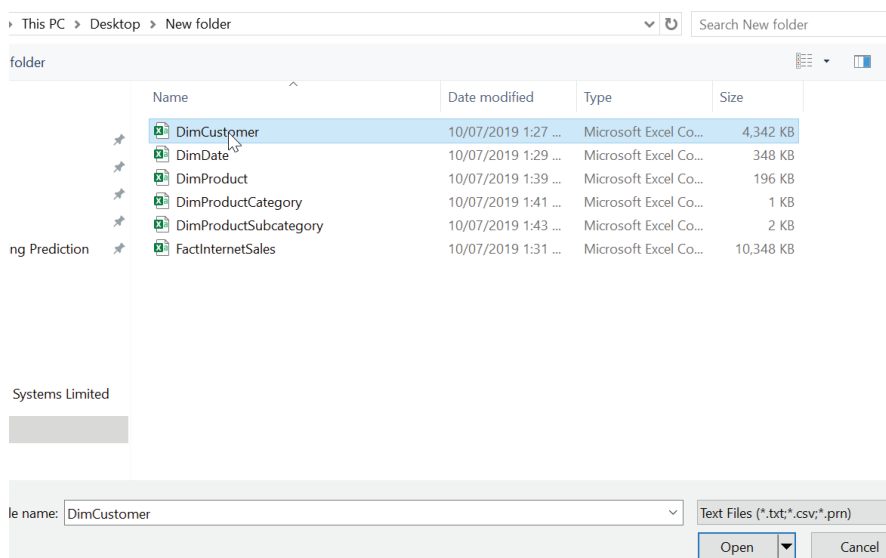 This PC > Desktop > New folder Search New folder
folder
Name Date modified Type Size
DimCustomer 10/07/2019 1:27 ... Microsoft Excel Co... 4,342 KB
DimDate 10/07/2019 1:29 ... Microsoft Excel Co... 348 KB
DimProduct 10/07/2019 1:39 ... Microsoft Excel Co... 196 KB
DimProductCategory 10/07/2019 1:41 ... Microsoft Excel Co... 1 KB
DimProductSubcategory 10/07/2019 1:43 ... Microsoft Excel Co... 2 KB
ng Prediction FactInternetSales 10/07/2019 1:31 ... Microsoft Excel Co... 10,348 KB
Systems Limited
le name: DimCustomer Text Files (*.txt;*.csv;*.prn)
Open Cancel